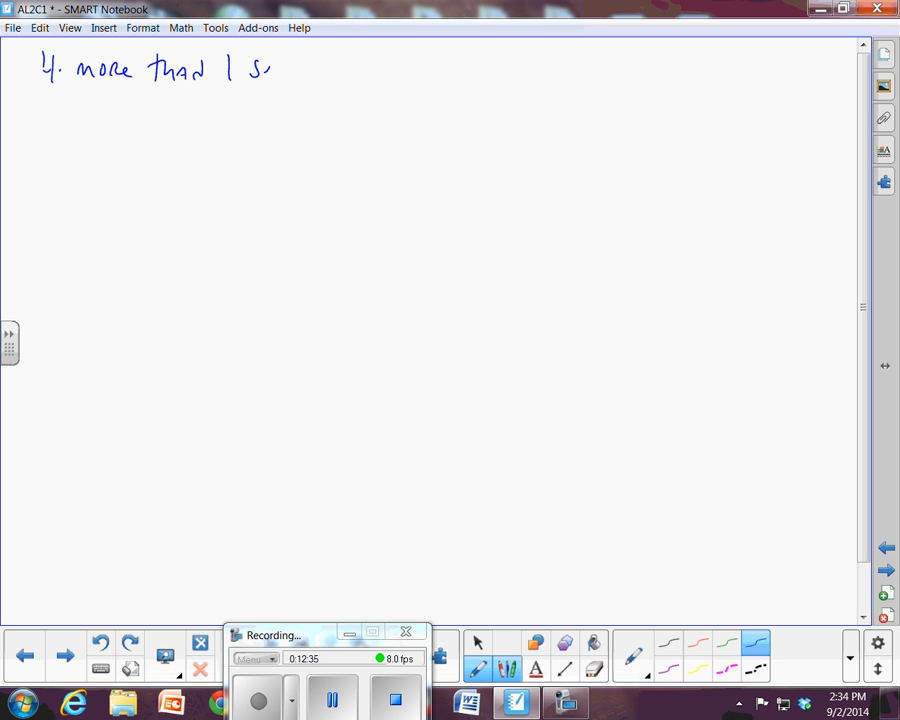 AL2C1 * - SMART Notebook
File Edit View Insert Format Math Tools Add-ons Help
4. more than 1 s
Recording...
Menu 0:12:35 8.0 fps
2:34 PM
9/2/2014